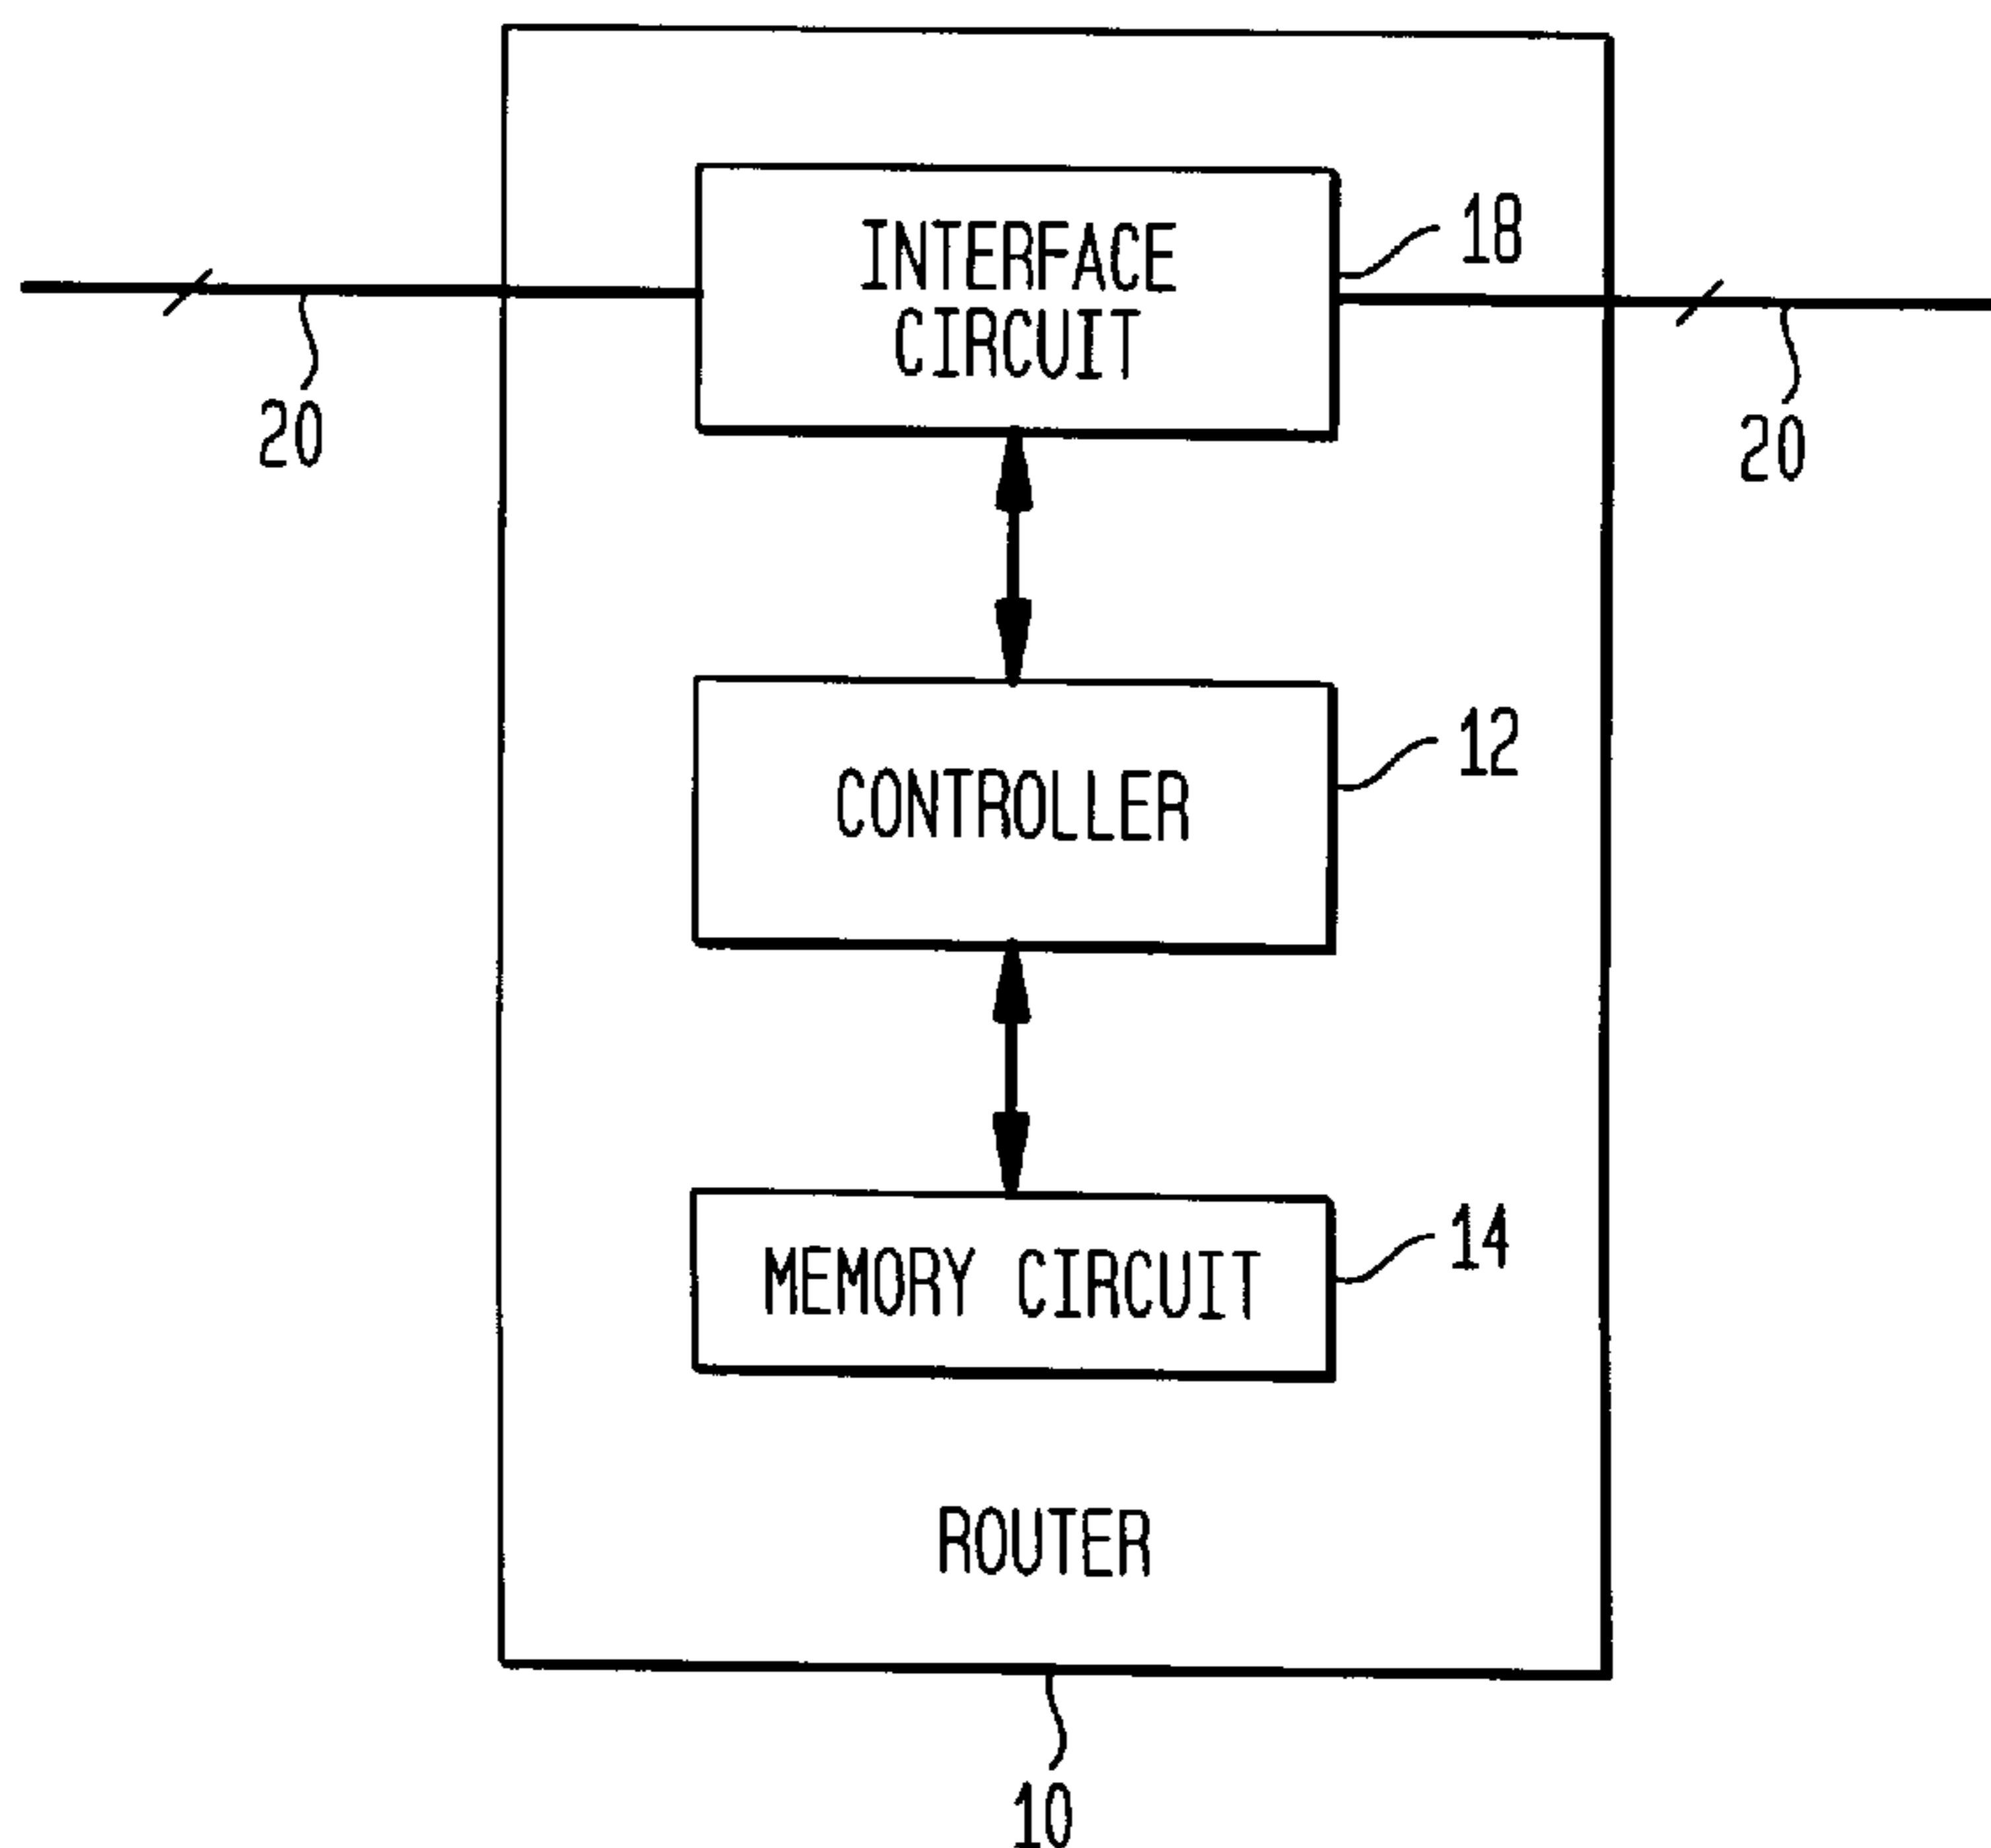 INTERFACE
CIRCUIT
18
20
20
CONTROLLER
12
MEMORY CIRCUIT
14
ROUTER
10